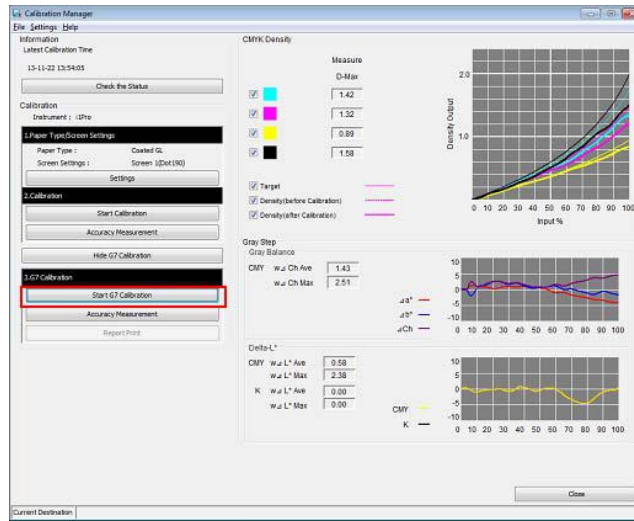 Calibration Manager
File Settings Help
Information
Latest Calibration Time
13-11-22 13:54:05
Check the Status
Calibration
Instrument : i1Pro
1.Paper Type/Screen Settings
Paper Type : Coated GL
Screen Settings : Screen 1(Dot190)
Settings
2.Calibration
Start Calibration
Accuracy Measurement
Hide G7 Calibration
3.G7 Calibration
Start G7 Calibration
Accuracy Measurement
Report Print
CMYK Density
Measure
D-Max
1.42
1.32
0.89
1.58
Target
Density(before Calibration)
Density(after Calibration)
Density Output
2.0
1.0
0 10 20 30 40 50 60 70 80 90 100
Input %
Gray Step
Gray Balance
CMY w⊿ Ch Ave 1.43
w⊿ Ch Max 2.51
⊿a*
⊿b*
⊿Ch
10
5
0
-5
-10
0 10 20 30 40 50 60 70 80 90 100
Delta-L*
CMY w⊿ L* Ave 0.58
w⊿ L* Max 2.38
K w⊿ L* Ave 0.00
w⊿ L* Max 0.00
CMY
K
10
5
0
-5
-10
0 10 20 30 40 50 60 70 80 90 100
Close
Current Destination